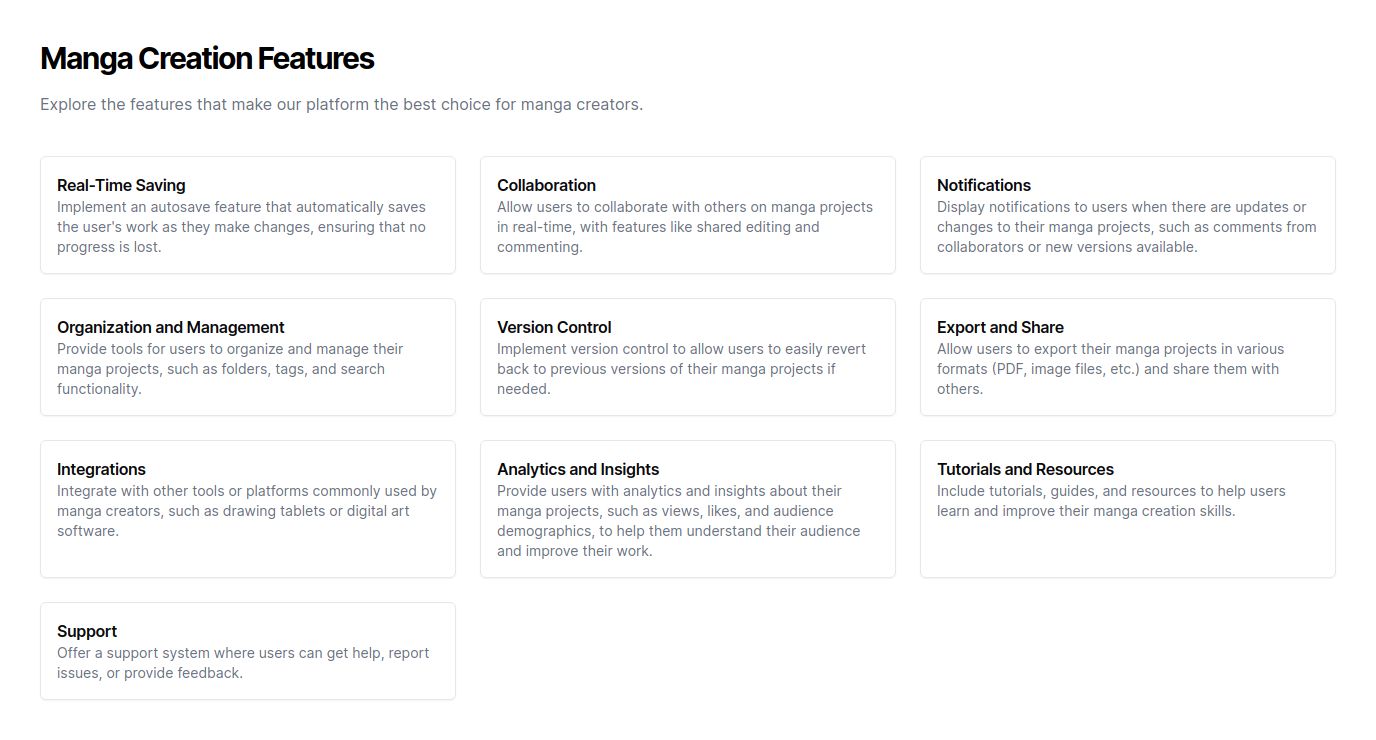 Manga Creation Features
Explore the features that make our platform the best choice for manga creators.
Real-Time Saving
Implement an autosave feature that automatically saves
the user's work as they make changes, ensuring that no
progress is lost.
Collaboration
Allow users to collaborate with others on manga projects
in real-time, with features like shared editing and
commenting.
Notifications
Display notifications to users when there are updates or
changes to their manga projects, such as comments from
collaborators or new versions available.
Organization and Management
Provide tools for users to organize and manage their
manga projects, such as folders, tags, and search
functionality.
Version Control
Implement version control to allow users to easily revert
back to previous versions of their manga projects if
needed.
Export and Share
Allow users to export their manga projects in various
formats (PDF, image files, etc.) and share them with
others.
Integrations
Integrate with other tools or platforms commonly used by
manga creators, such as drawing tablets or digital art
software.
Analytics and Insights
Provide users with analytics and insights about their
manga projects, such as views, likes, and audience
demographics, to help them understand their audience
and improve their work.
Tutorials and Resources
Include tutorials, guides, and resources to help users
learn and improve their manga creation skills.
Support
Offer a support system where users can get help, report
issues, or provide feedback.